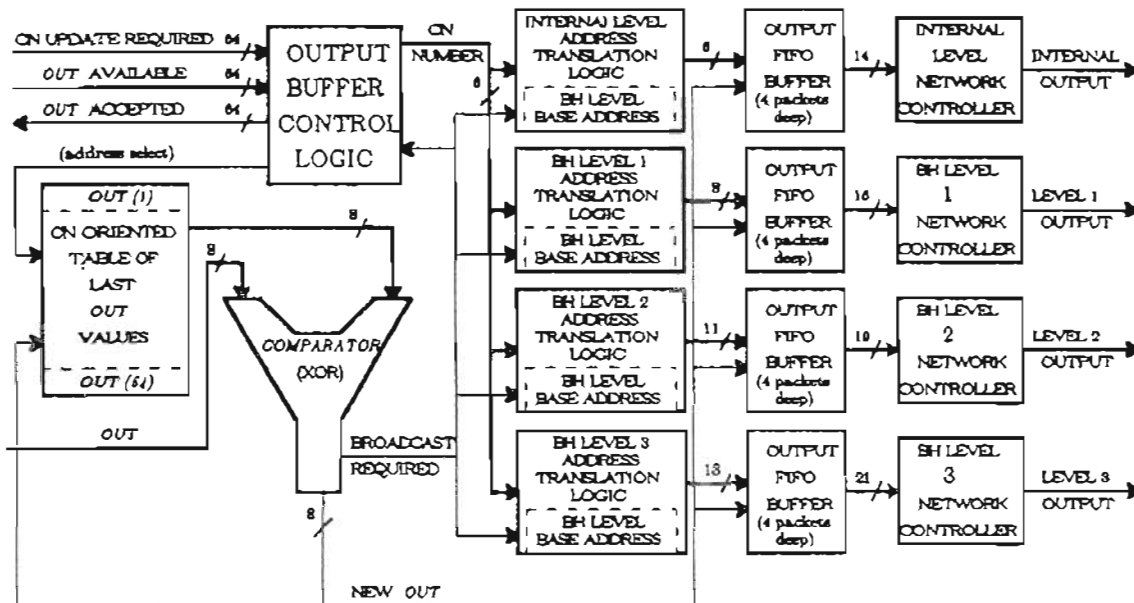 CN UPDATE REQUIRED 64
OUT AVAILABLE 64
OUT ACCEPTED 64
(address select)
OUTPUT
BUFFER
CONTROL
LOGIC
CN
NUMBER
6
OUT (1)
CN ORIENTED
TABLE OF
LAST
OUT
VALUES
OUT (64)
8
8
COMPARATOR
(XOR)
OUT
BROADCAST
REQUIRED
8
NEW OUT
INTERNAL LEVEL
ADDRESS
TRANSLATION
LOGIC
BH LEVEL
BASE ADDRESS
6
OUTPUT
FIFO
BUFFER
(4 packets
deep)
14
INTERNAL
LEVEL
NETWORK
CONTROLLER
INTERNAL
OUTPUT
BH LEVEL 1
ADDRESS
TRANSLATION
LOGIC
BH LEVEL
BASE ADDRESS
8
OUTPUT
FIFO
BUFFER
(4 packets
deep)
16
BH LEVEL
1
NETWORK
CONTROLLER
LEVEL 1
OUTPUT
BH LEVEL 2
ADDRESS
TRANSLATION
LOGIC
BH LEVEL
BASE ADDRESS
11
OUTPUT
FIFO
BUFFER
(4 packets
deep)
19
BH LEVEL
2
NETWORK
CONTROLLER
LEVEL 2
OUTPUT
BH LEVEL 3
ADDRESS
TRANSLATION
LOGIC
BH LEVEL
BASE ADDRESS
13
OUTPUT
FIFO
BUFFER
(4 packets
deep)
21
BH LEVEL
3
NETWORK
CONTROLLER
LEVEL 3
OUTPUT